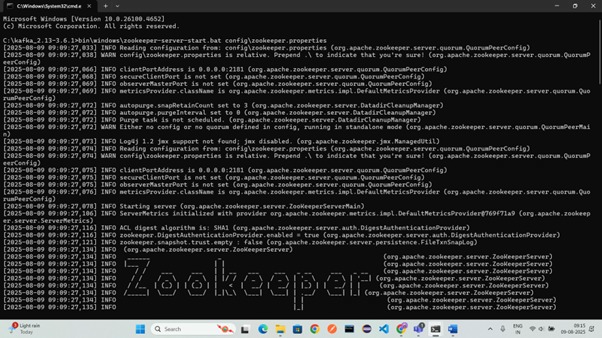 C:\Windows\System32\cmd.e
Microsoft Windows [Version 10.0.26100.4652]
(c) Microsoft Corporation. All rights reserved.
C:\kafka_2.13-3.6.1>bin\windows\zookeeper-server-start.bat config\zookeeper.properties
[2025-08-09 09:09:27,033] INFO Reading configuration from: config\zookeeper.properties (org.apache.zookeeper.server.quorum.QuorumPeerConfig)
[2025-08-09 09:09:27,038] WARN config\zookeeper.properties is relative. Prepend .\ to indicate that you're sure! (org.apache.zookeeper.server.quorum.QuorumP
eerConfig)
[2025-08-09 09:09:27,066] INFO clientPortAddress is 0.0.0.0:2181 (org.apache.zookeeper.server.quorum.QuorumPeerConfig)
[2025-08-09 09:09:27,068] INFO secureClientPort is not set (org.apache.zookeeper.server.quorum.QuorumPeerConfig)
[2025-08-09 09:09:27,069] INFO observerMasterPort is not set (org.apache.zookeeper.server.quorum.QuorumPeerConfig)
[2025-08-09 09:09:27,069] INFO metricsProvider.className is org.apache.zookeeper.metrics.impl.DefaultMetricsProvider (org.apache.zookeeper.server.quorum.Quo
rumPeerConfig)
[2025-08-09 09:09:27,072] INFO autopurge.snapRetainCount set to 3 (org.apache.zookeeper.server.DatadirCleanupManager)
[2025-08-09 09:09:27,072] INFO autopurge.purgeInterval set to 0 (org.apache.zookeeper.server.DatadirCleanupManager)
[2025-08-09 09:09:27,072] INFO Purge task is not scheduled. (org.apache.zookeeper.server.DatadirCleanupManager)
[2025-08-09 09:09:27,072] WARN Either no config or no quorum defined in config, running in standalone mode (org.apache.zookeeper.server.quorum.QuorumPeerMai
n)
[2025-08-09 09:09:27,073] INFO Log4j 1.2 jmx support not found; jmx disabled. (org.apache.zookeeper.jmx.ManagedUtil)
[2025-08-09 09:09:27,074] INFO Reading configuration from: config\zookeeper.properties (org.apache.zookeeper.server.quorum.QuorumPeerConfig)
[2025-08-09 09:09:27,074] WARN config\zookeeper.properties is relative. Prepend .\ to indicate that you're sure! (org.apache.zookeeper.server.quorum.QuorumP
eerConfig)
[2025-08-09 09:09:27,075] INFO clientPortAddress is 0.0.0.0:2181 (org.apache.zookeeper.server.quorum.QuorumPeerConfig)
[2025-08-09 09:09:27,075] INFO secureClientPort is not set (org.apache.zookeeper.server.quorum.QuorumPeerConfig)
[2025-08-09 09:09:27,075] INFO observerMasterPort is not set (org.apache.zookeeper.server.quorum.QuorumPeerConfig)
[2025-08-09 09:09:27,076] INFO metricsProvider.className is org.apache.zookeeper.metrics.impl.DefaultMetricsProvider (org.apache.zookeeper.server.quorum.Quo
rumPeerConfig)
[2025-08-09 09:09:27,078] INFO Starting server (org.apache.zookeeper.server.ZooKeeperServerMain)
[2025-08-09 09:09:27,106] INFO ServerMetrics initialized with provider org.apache.zookeeper.metrics.impl.DefaultMetricsProvider@769f71a9 (org.apache.zookeep
er.server.ServerMetrics)
[2025-08-09 09:09:27,116] INFO ACL digest algorithm is: SHA1 (org.apache.zookeeper.server.auth.DigestAuthenticationProvider)
[2025-08-09 09:09:27,116] INFO zookeeper.DigestAuthenticationProvider.enabled = true (org.apache.zookeeper.server.auth.DigestAuthenticationProvider)
[2025-08-09 09:09:27,121] INFO zookeeper.snapshot.trust.empty : false (org.apache.zookeeper.server.persistence.FileTxnSnapLog)
[2025-08-09 09:09:27,134] INFO (org.apache.zookeeper.server.ZooKeeperServer)
[2025-08-09 09:09:27,134] INFO (org.apache.zookeeper.server.ZooKeeperServer)
[2025-08-09 09:09:27,134] INFO (org.apache.zookeeper.server.ZooKeeperServer)
[2025-08-09 09:09:27,134] INFO Zookeeper (org.apache.zookeeper.server.ZooKeeperServer)
[2025-08-09 09:09:27,134] INFO (org.apache.zookeeper.server.ZooKeeperServer)
[2025-08-09 09:09:27,134] INFO (org.apache.zookeeper.server.ZooKeeperServer)
[2025-08-09 09:09:27,134] INFO (org.apache.zookeeper.server.ZooKeeperServer)
[2025-08-09 09:09:27,135] INFO (org.apache.zookeeper.server.ZooKeeperServer)
Light rain
Today
Search
ENG
IN
09:15
09-08-2025